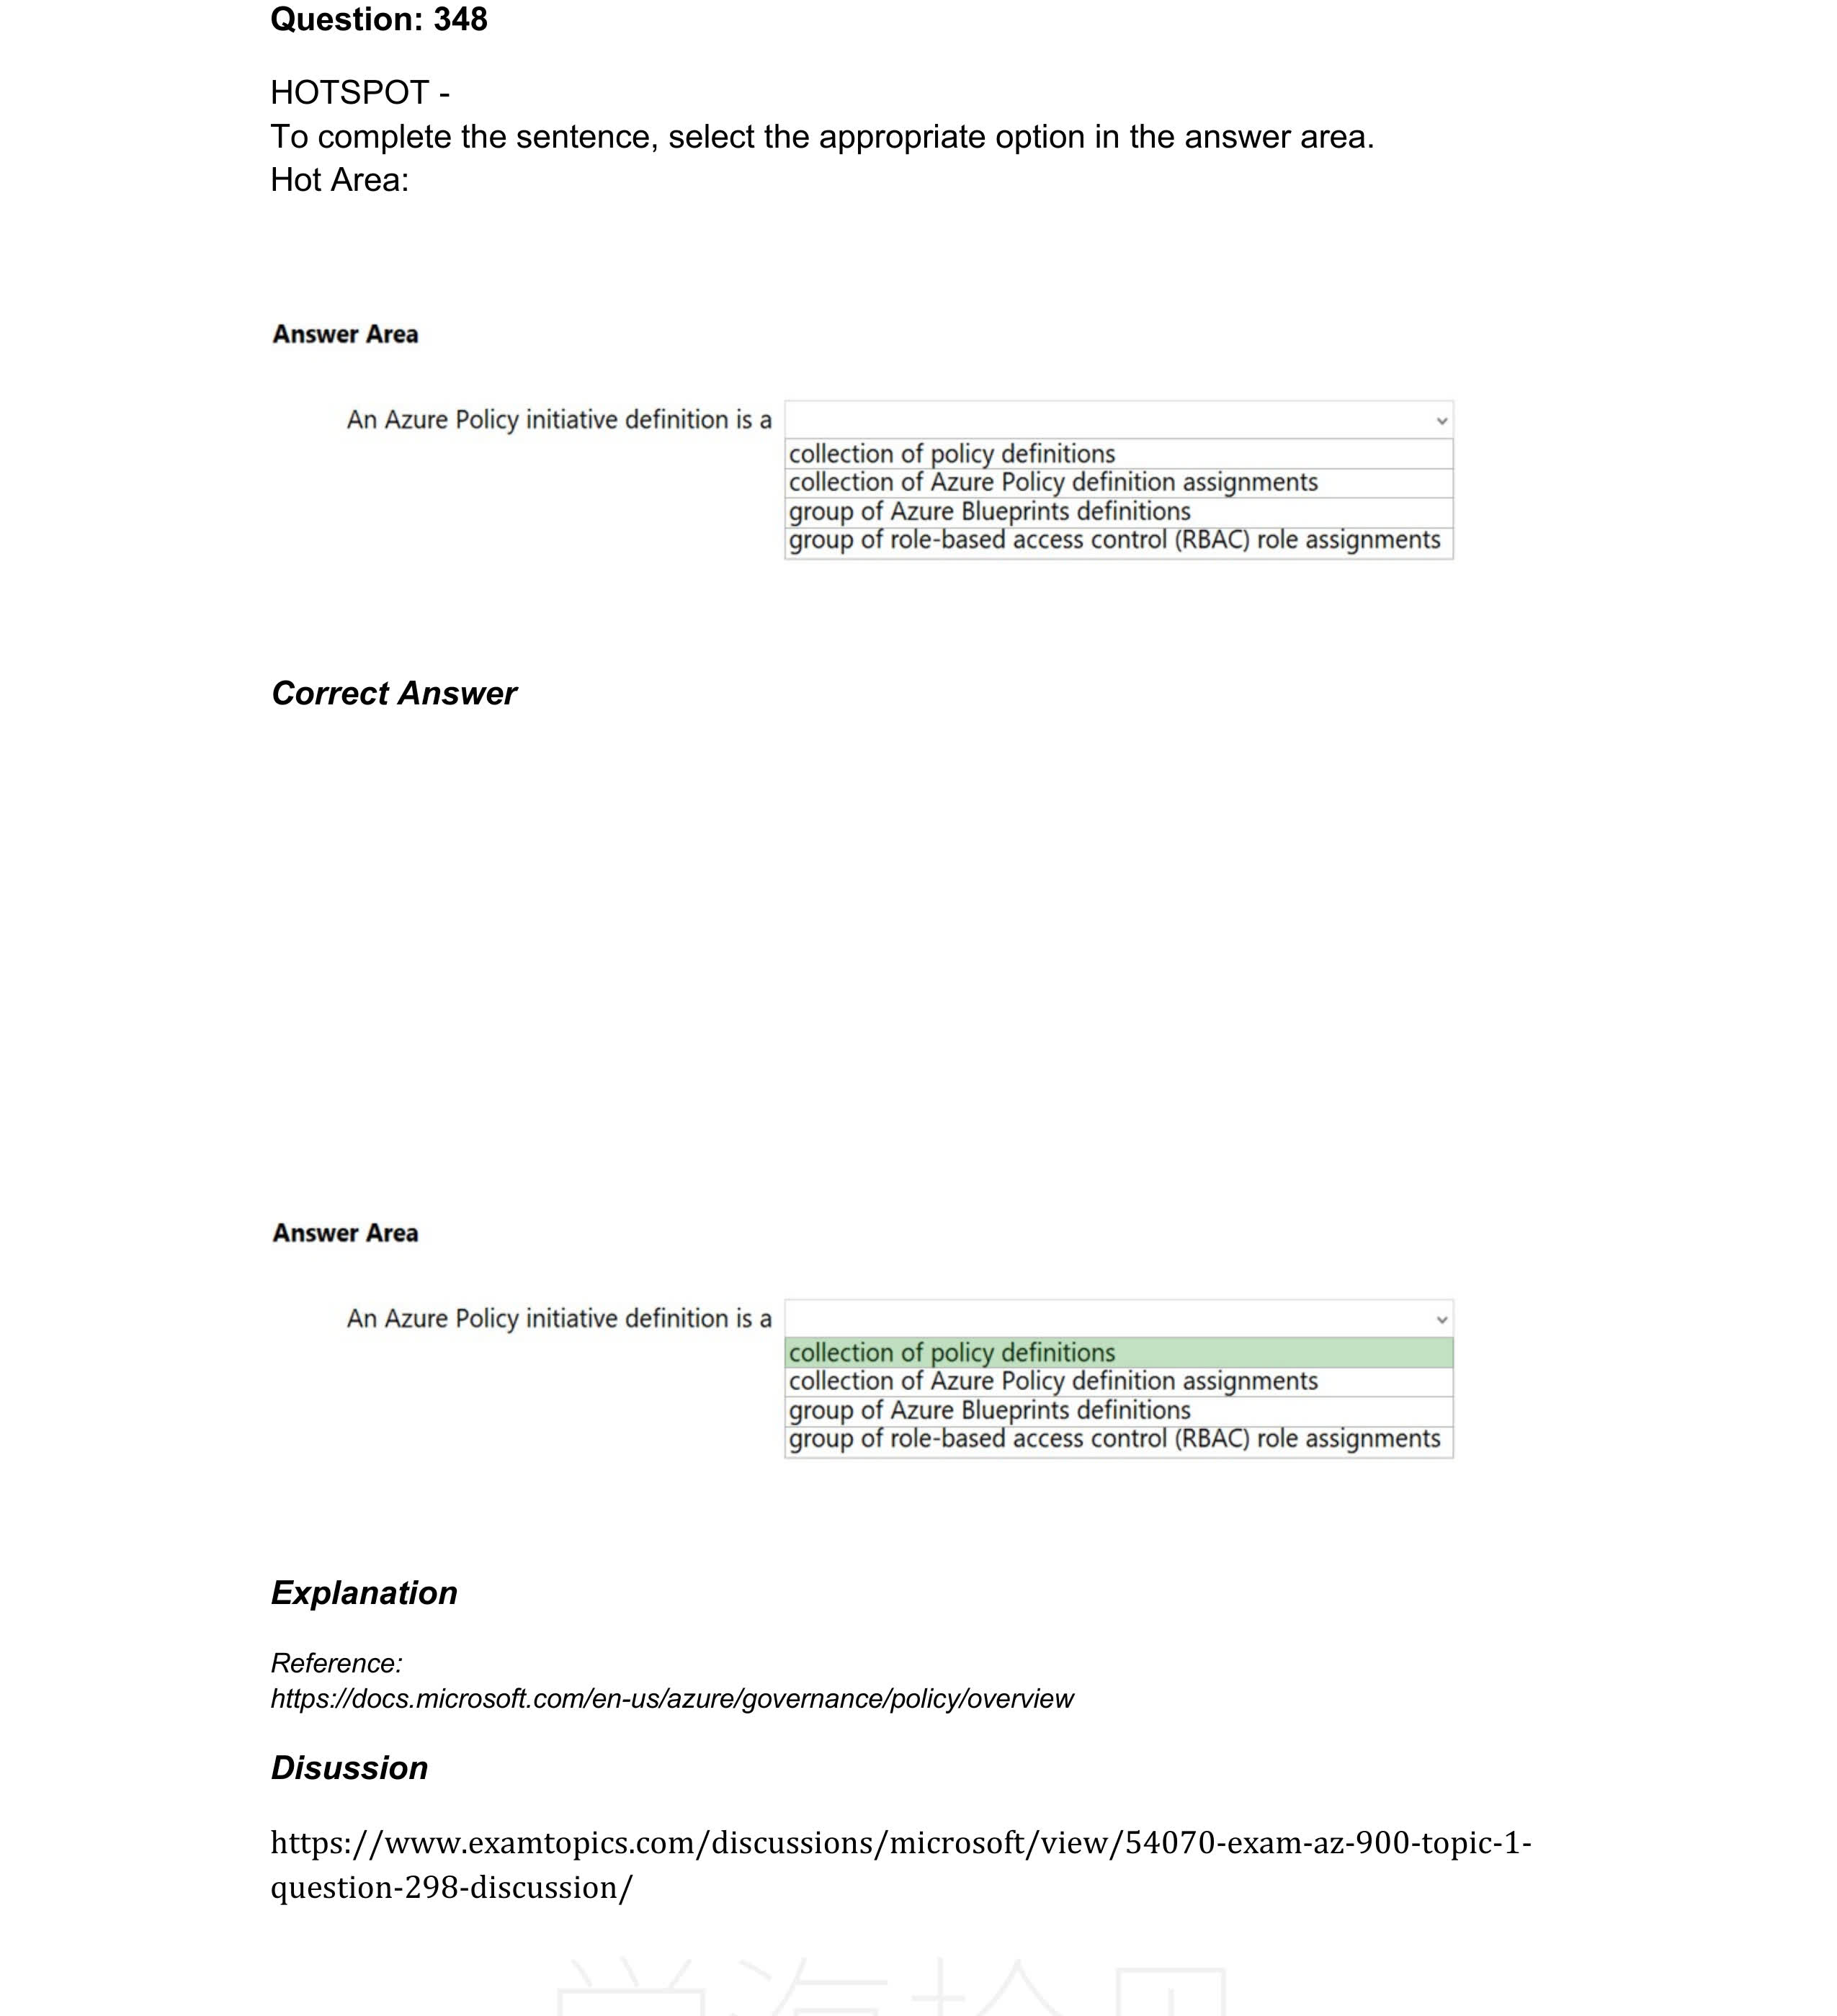 Question: 348
HOTSPOT -
To complete the sentence, select the appropriate option in the answer area.
Hot Area:
Answer Area
An Azure Policy initiative definition is a
collection of policy definitions
collection of Azure Policy definition assignments
group of Azure Blueprints definitions
group of role-based access control (RBAC) role assignments
Correct Answer
Answer Area
An Azure Policy initiative definition is a
collection of policy definitions
collection of Azure Policy definition assignments
group of Azure Blueprints definitions
group of role-based access control (RBAC) role assignments
Explanation
Reference:
https://docs.microsoft.com/en-us/azure/governance/policy/overview
Disussion
https://www.examtopics.com/discussions/microsoft/view/54070-exam-az-900-topic-1-
question-298-discussion/